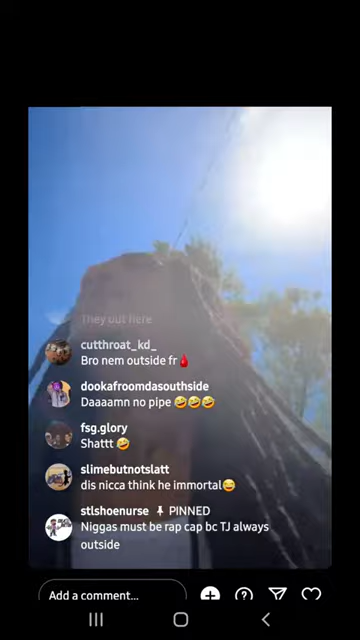 They out here
cutthroat_kd_
Bro nem outside fr🩸
dookafroomdasouthside
Daaaamn no pipe 🤣🤣🤣
fsg.glory
Shattt 🤣
slimebutnotslatt
dis nicca think he immortal😅
stlshoenurse 📌 PINNED
Niggas must be rap cap bc TJ always
outside
Add a comment...